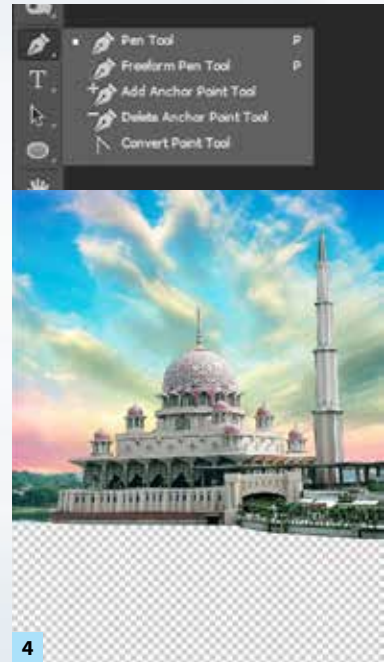 Pen Tool P
Freeform Pen Tool P
T
Add Anchor Point Tool
Delete Anchor Point Tool
Convert Point Tool
4